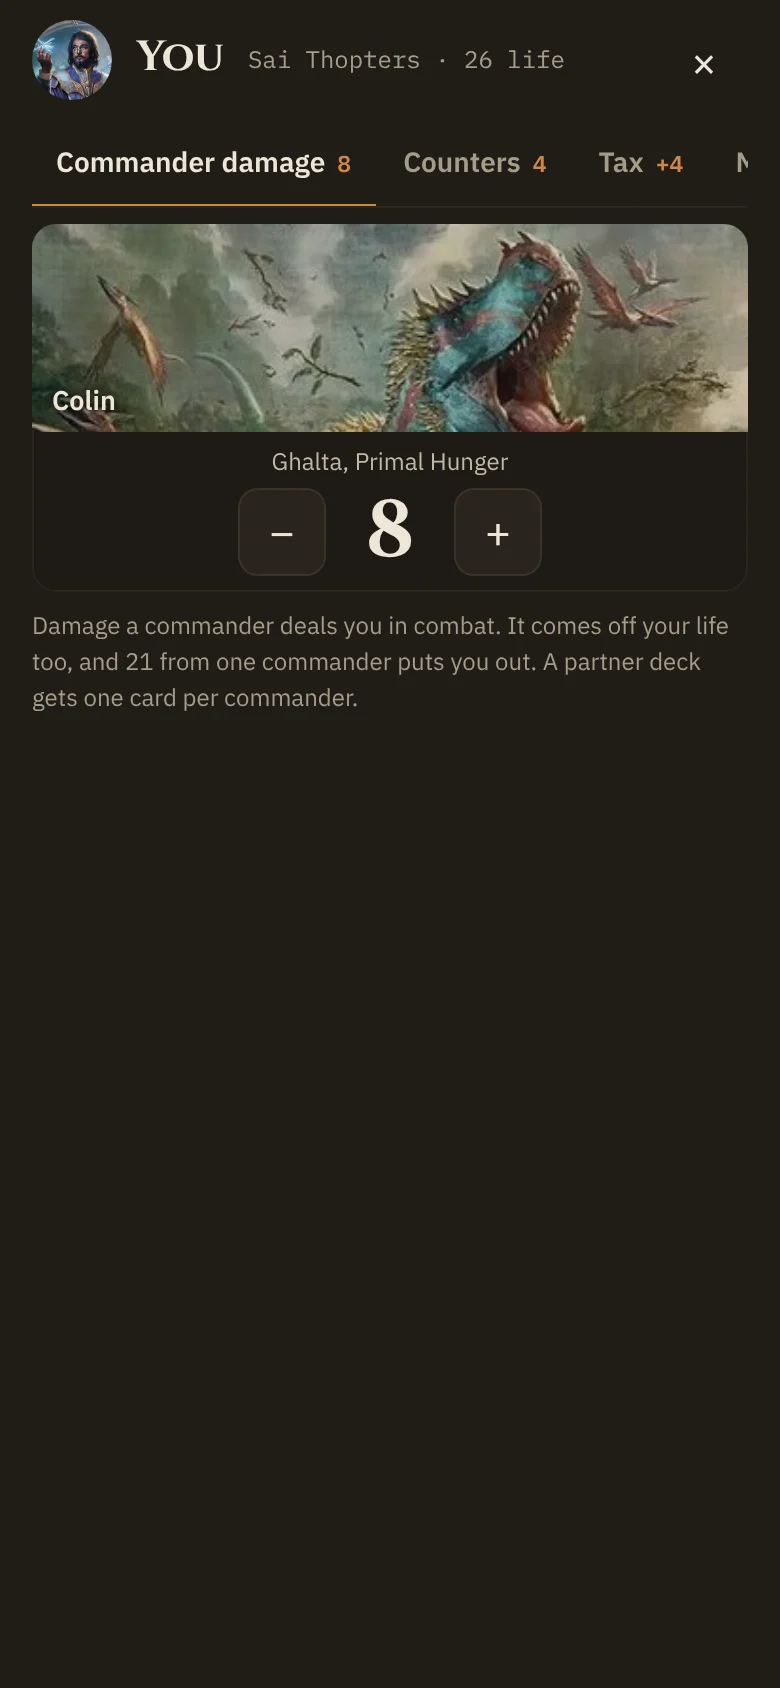 You Sai Thopters · 26 life ×
Commander damage 8 Counters 4 Tax +4
Colin
Ghalta, Primal Hunger
− 8 +
Damage a commander deals you in combat. It comes off your life
too, and 21 from one commander puts you out. A partner deck
gets one card per commander.